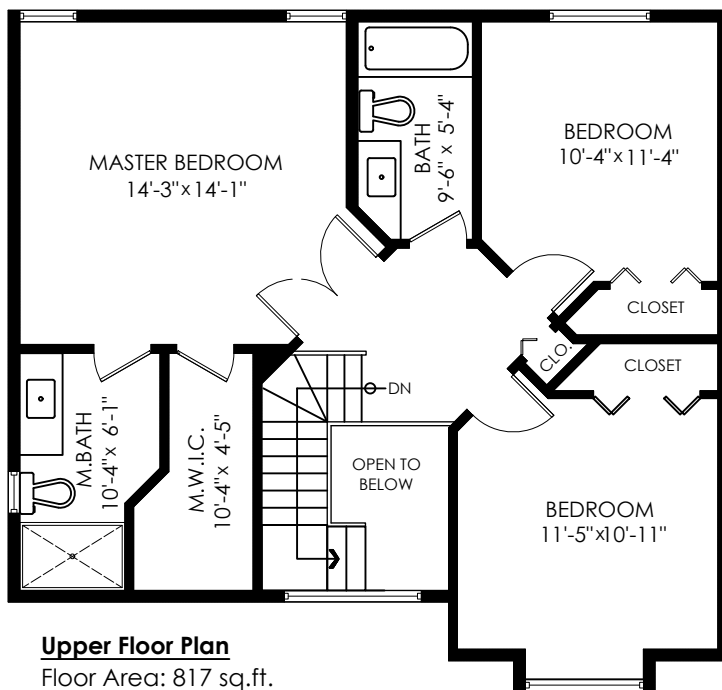 MASTER BEDROOM
14'-3"x14'-1"
BATH
9'-6" x 5'-4"
BEDROOM
10'-4"x11'-4"
CLOSET
CLO.
CLOSET
DN
OPEN TO
BELOW
M.BATH
10'-4" x 6'-1"
M.W.I.C.
10'-4"x 4'-5"
BEDROOM
11'-5"x10'-11"
Upper Floor Plan
Floor Area: 817 sq.ft.